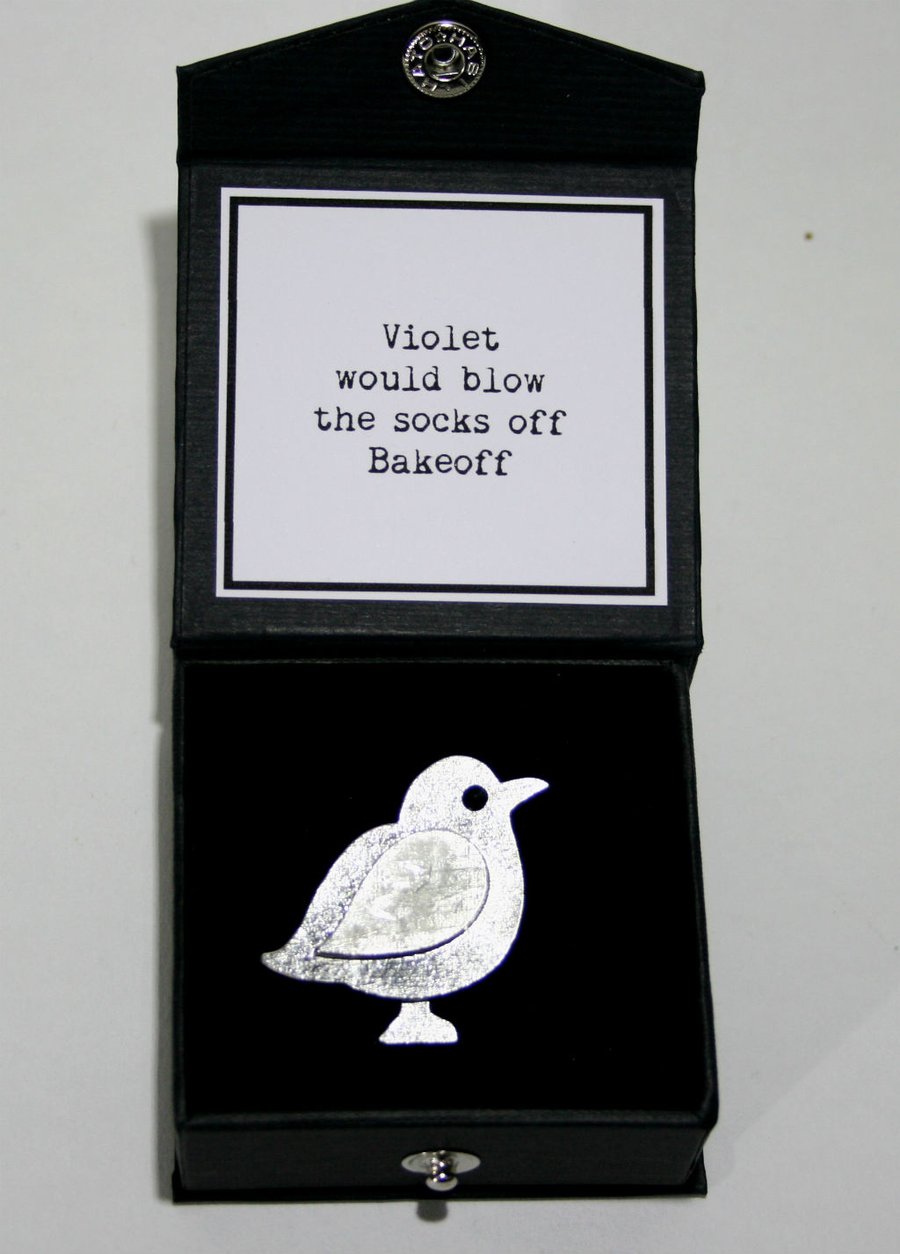 Violet
would blow
the socks off
Bakeoff